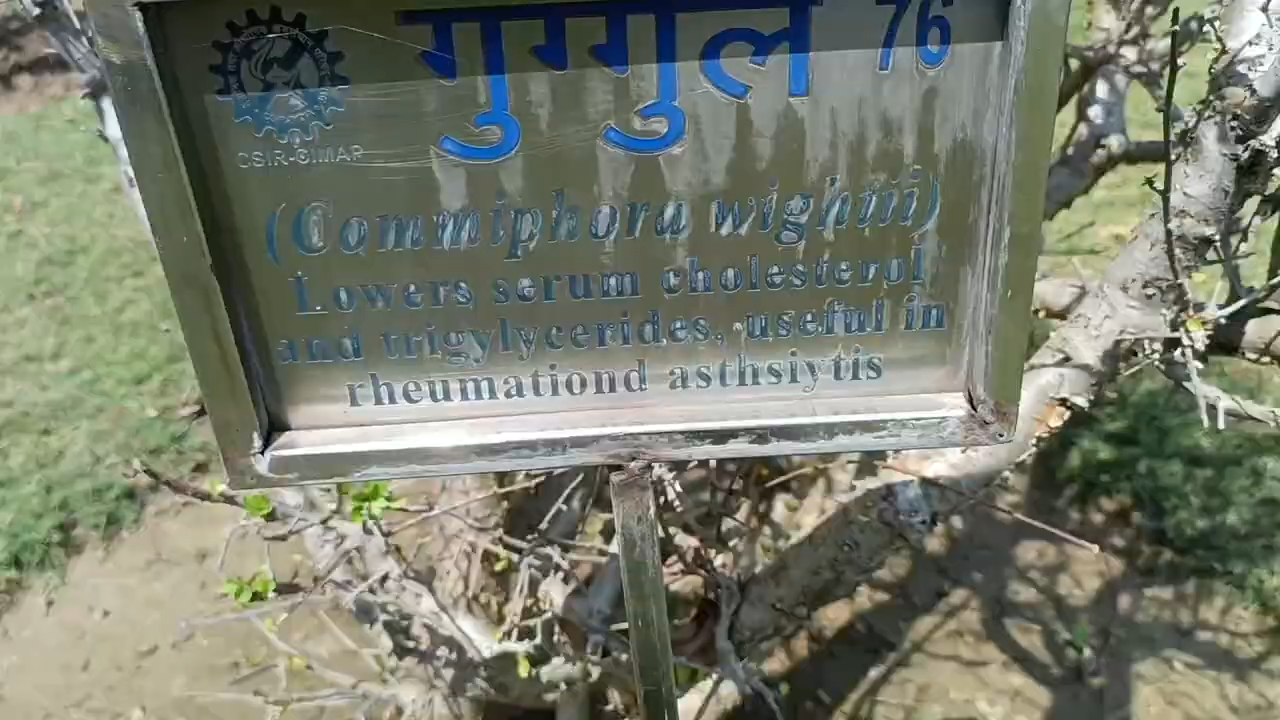 गुग्गुल 76
CSIR-CIMAP
(Commiphora wightii)
Lowers serum cholesterol
and trigylycerides, useful in
rheumationd asthsiytis